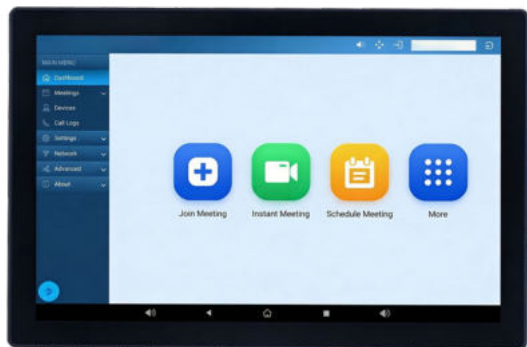 MAIN MENU
Dashboard
Meetings
Devices
Call Logs
Settings
Network
Advanced
About
Join Meeting
Instant Meeting
Schedule Meeting
More